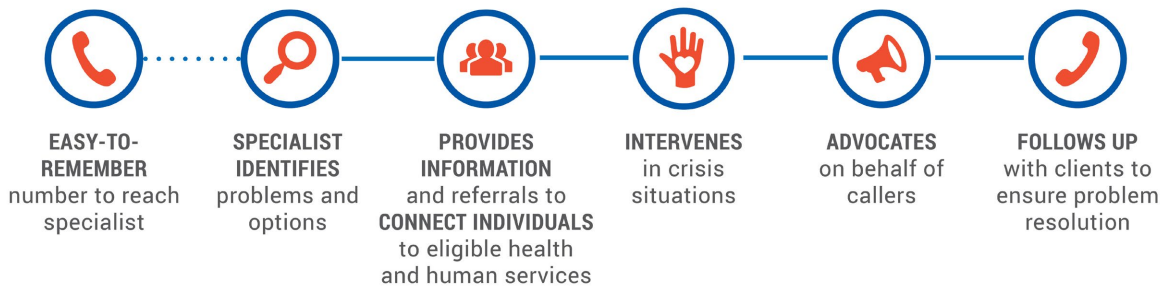 EASY-TO-
REMEMBER
number to reach
specialist
SPECIALIST
IDENTIFIES
problems and
options
PROVIDES
INFORMATION
and referrals to
CONNECT INDIVIDUALS
to eligible health
and human services
INTERVENES
in crisis
situations
ADVOCATES
on behalf of
callers
FOLLOWS UP
with clients to
ensure problem
resolution